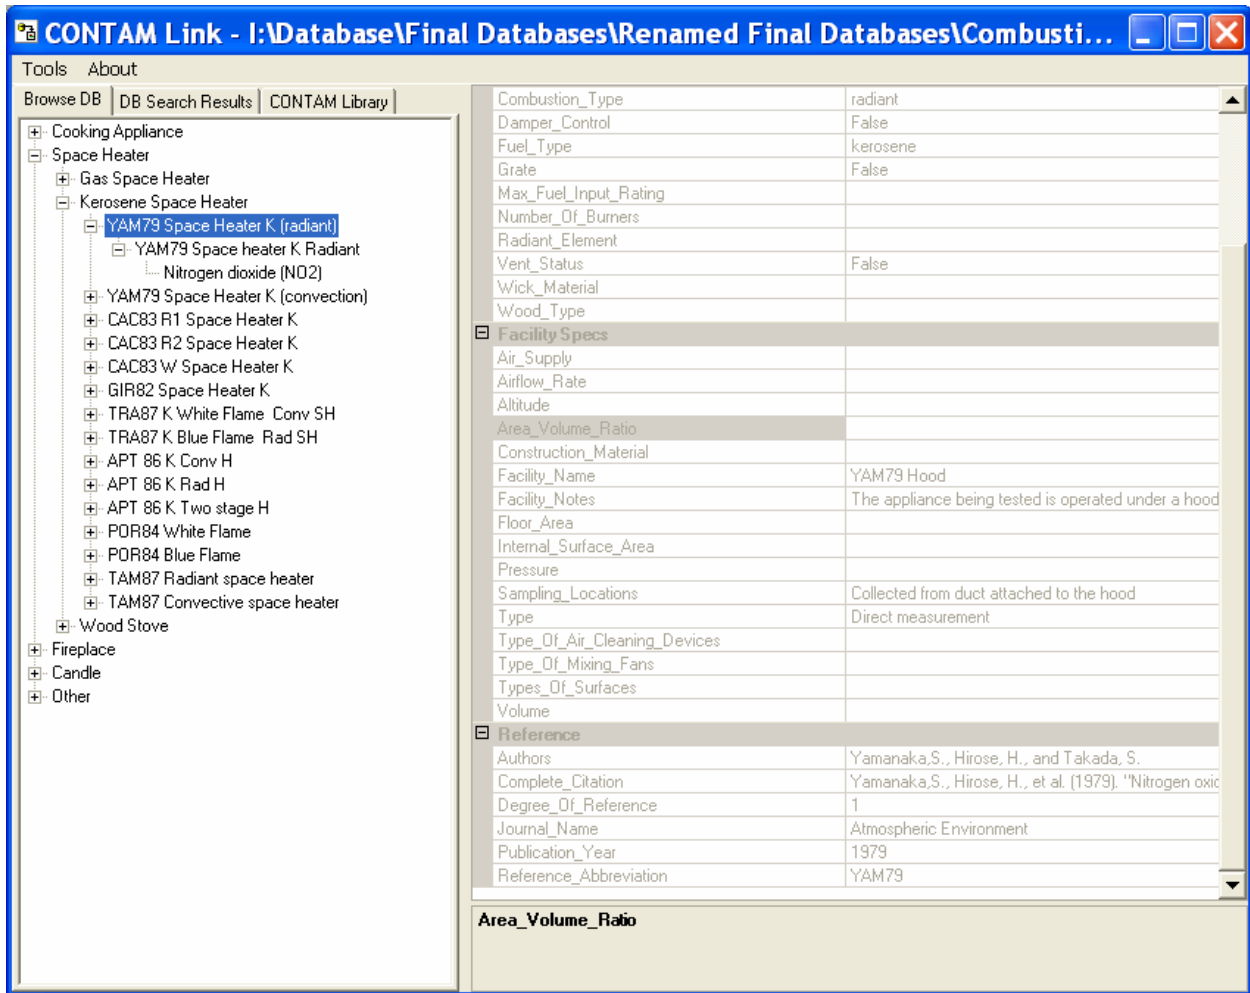 CONTAM Link - I:\Database\Final Databases\Renamed Final Databases\Combusti...
Tools About
Browse DB DB Search Results CONTAM Library
Cooking Appliance
Space Heater
Gas Space Heater
Kerosene Space Heater
YAM79 Space Heater K (radiant)
YAM79 Space heater K Radiant
Nitrogen dioxide (NO2)
YAM79 Space Heater K (convection)
CAC83 R1 Space Heater K
CAC83 R2 Space Heater K
CAC83 W Space Heater K
GIR82 Space Heater K
TRA87 K White Flame  Conv SH
TRA87 K Blue Flame  Rad SH
APT 86 K Conv H
APT 86 K Rad H
APT 86 K Two stage H
POR84 White Flame
POR84 Blue Flame
TAM87 Radiant space heater
TAM87 Convective space heater
Wood Stove
Fireplace
Candle
Other
Combustion_Type radiant
Damper_Control False
Fuel_Type kerosene
Grate False
Max_Fuel_Input_Rating
Number_Of_Burners
Radiant_Element
Vent_Status False
Wick_Material
Wood_Type
Facility Specs
Air_Supply
Airflow_Rate
Altitude
Area_Volume_Ratio
Construction_Material
Facility_Name YAM79 Hood
Facility_Notes The appliance being tested is operated under a hood
Floor_Area
Internal_Surface_Area
Pressure
Sampling_Locations Collected from duct attached to the hood
Type Direct measurement
Type_Of_Air_Cleaning_Devices
Type_Of_Mixing_Fans
Types_Of_Surfaces
Volume
Reference
Authors Yamanaka,S., Hirose, H., and Takada, S.
Complete_Citation Yamanaka,S., Hirose, H., et al. (1979). "Nitrogen oxid
Degree_Of_Reference 1
Journal_Name Atmospheric Environment
Publication_Year 1979
Reference_Abbreviation YAM79
Area_Volume_Ratio